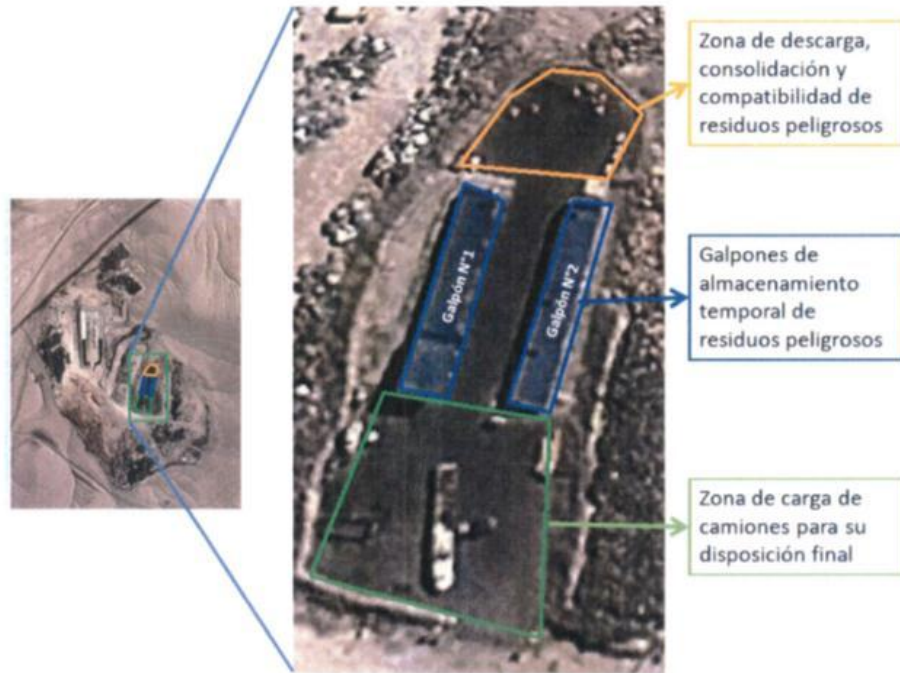 Zona de descarga,
consolidación y
compatibilidad de
residuos peligrosos
Galpón N°1
Galpón N°2
Galpones de
almacenamiento
temporal de
residuos peligrosos
Zona de carga de
camiones para su
disposición final